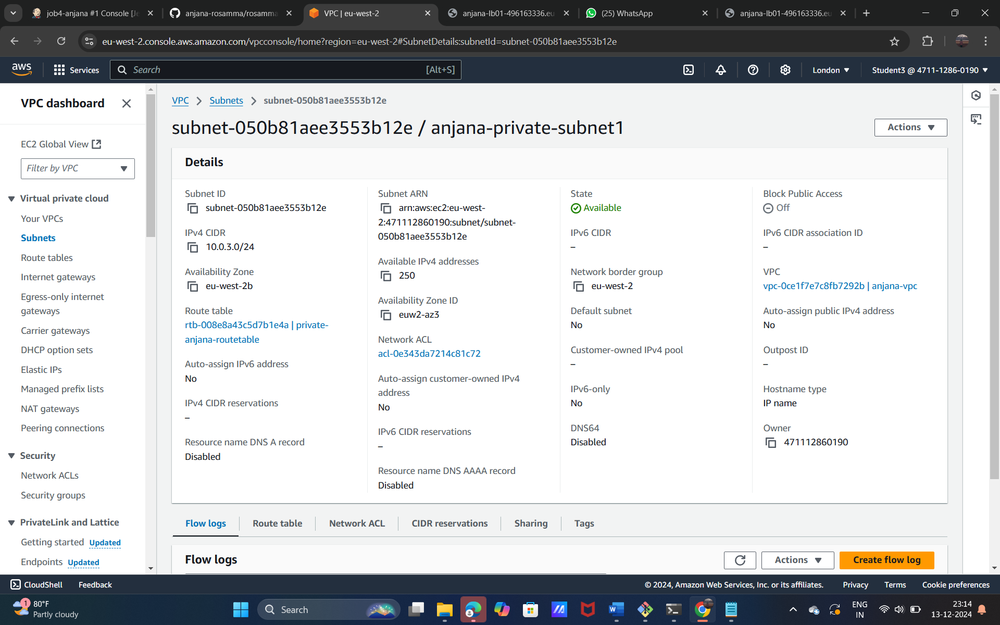 job4-anjana #1 Console [Je
anjana-rosamma/rosamma
VPC | eu-west-2
anjana-lb01-496163336.eu
(25) WhatsApp
anjana-lb01-496163336.eu
eu-west-2.console.aws.amazon.com/vpcconsole/home?region=eu-west-2#SubnetDetails:subnetId=subnet-050b81aee3553b12e
aws
Services
Search
[Alt+S]
London
Student3 @ 4711-1286-0190
VPC dashboard
EC2 Global View
Filter by VPC
Virtual private cloud
Your VPCs
Subnets
Route tables
Internet gateways
Egress-only internet
gateways
Carrier gateways
DHCP option sets
Elastic IPs
Managed prefix lists
NAT gateways
Peering connections
Security
Network ACLs
Security groups
PrivateLink and Lattice
Getting started Updated
Endpoints Updated
VPC > Subnets > subnet-050b81aee3553b12e
subnet-050b81aee3553b12e / anjana-private-subnet1
Actions
Details
Subnet ID
subnet-050b81aee3553b12e
IPv4 CIDR
10.0.3.0/24
Availability Zone
eu-west-2b
Route table
rtb-008e8a43c5d7b1e4a | private-
anjana-routetable
Auto-assign IPv6 address
No
IPv4 CIDR reservations
–
Resource name DNS A record
Disabled
Subnet ARN
arn:aws:ec2:eu-west-
2:471112860190:subnet/subnet-
050b81aee3553b12e
Available IPv4 addresses
250
Availability Zone ID
euw2-az3
Network ACL
acl-0e343da7214c81c72
Auto-assign customer-owned IPv4
address
No
IPv6 CIDR reservations
–
Resource name DNS AAAA record
Disabled
State
Available
IPv6 CIDR
–
Network border group
eu-west-2
Default subnet
No
Customer-owned IPv4 pool
–
IPv6-only
No
DNS64
Disabled
Block Public Access
Off
IPv6 CIDR association ID
–
VPC
vpc-0ce1f7e7c8fb7292b | anjana-vpc
Auto-assign public IPv4 address
No
Outpost ID
–
Hostname type
IP name
Owner
471112860190
Flow logs
Route table
Network ACL
CIDR reservations
Sharing
Tags
Flow logs
Actions
Create flow log
CloudShell
Feedback
© 2024, Amazon Web Services, Inc. or its affiliates.
Privacy
Terms
Cookie preferences
1
80°F
Partly cloudy
Search
ENG
IN
23:14
13-12-2024